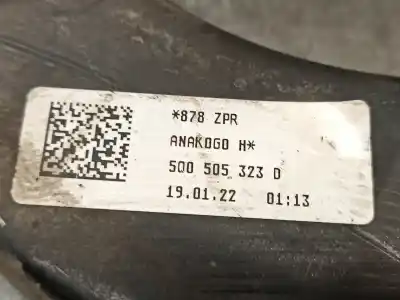 *878 ZPR
ANAKOGO H*
5Q0 505 323 D
19.01.22 01:13